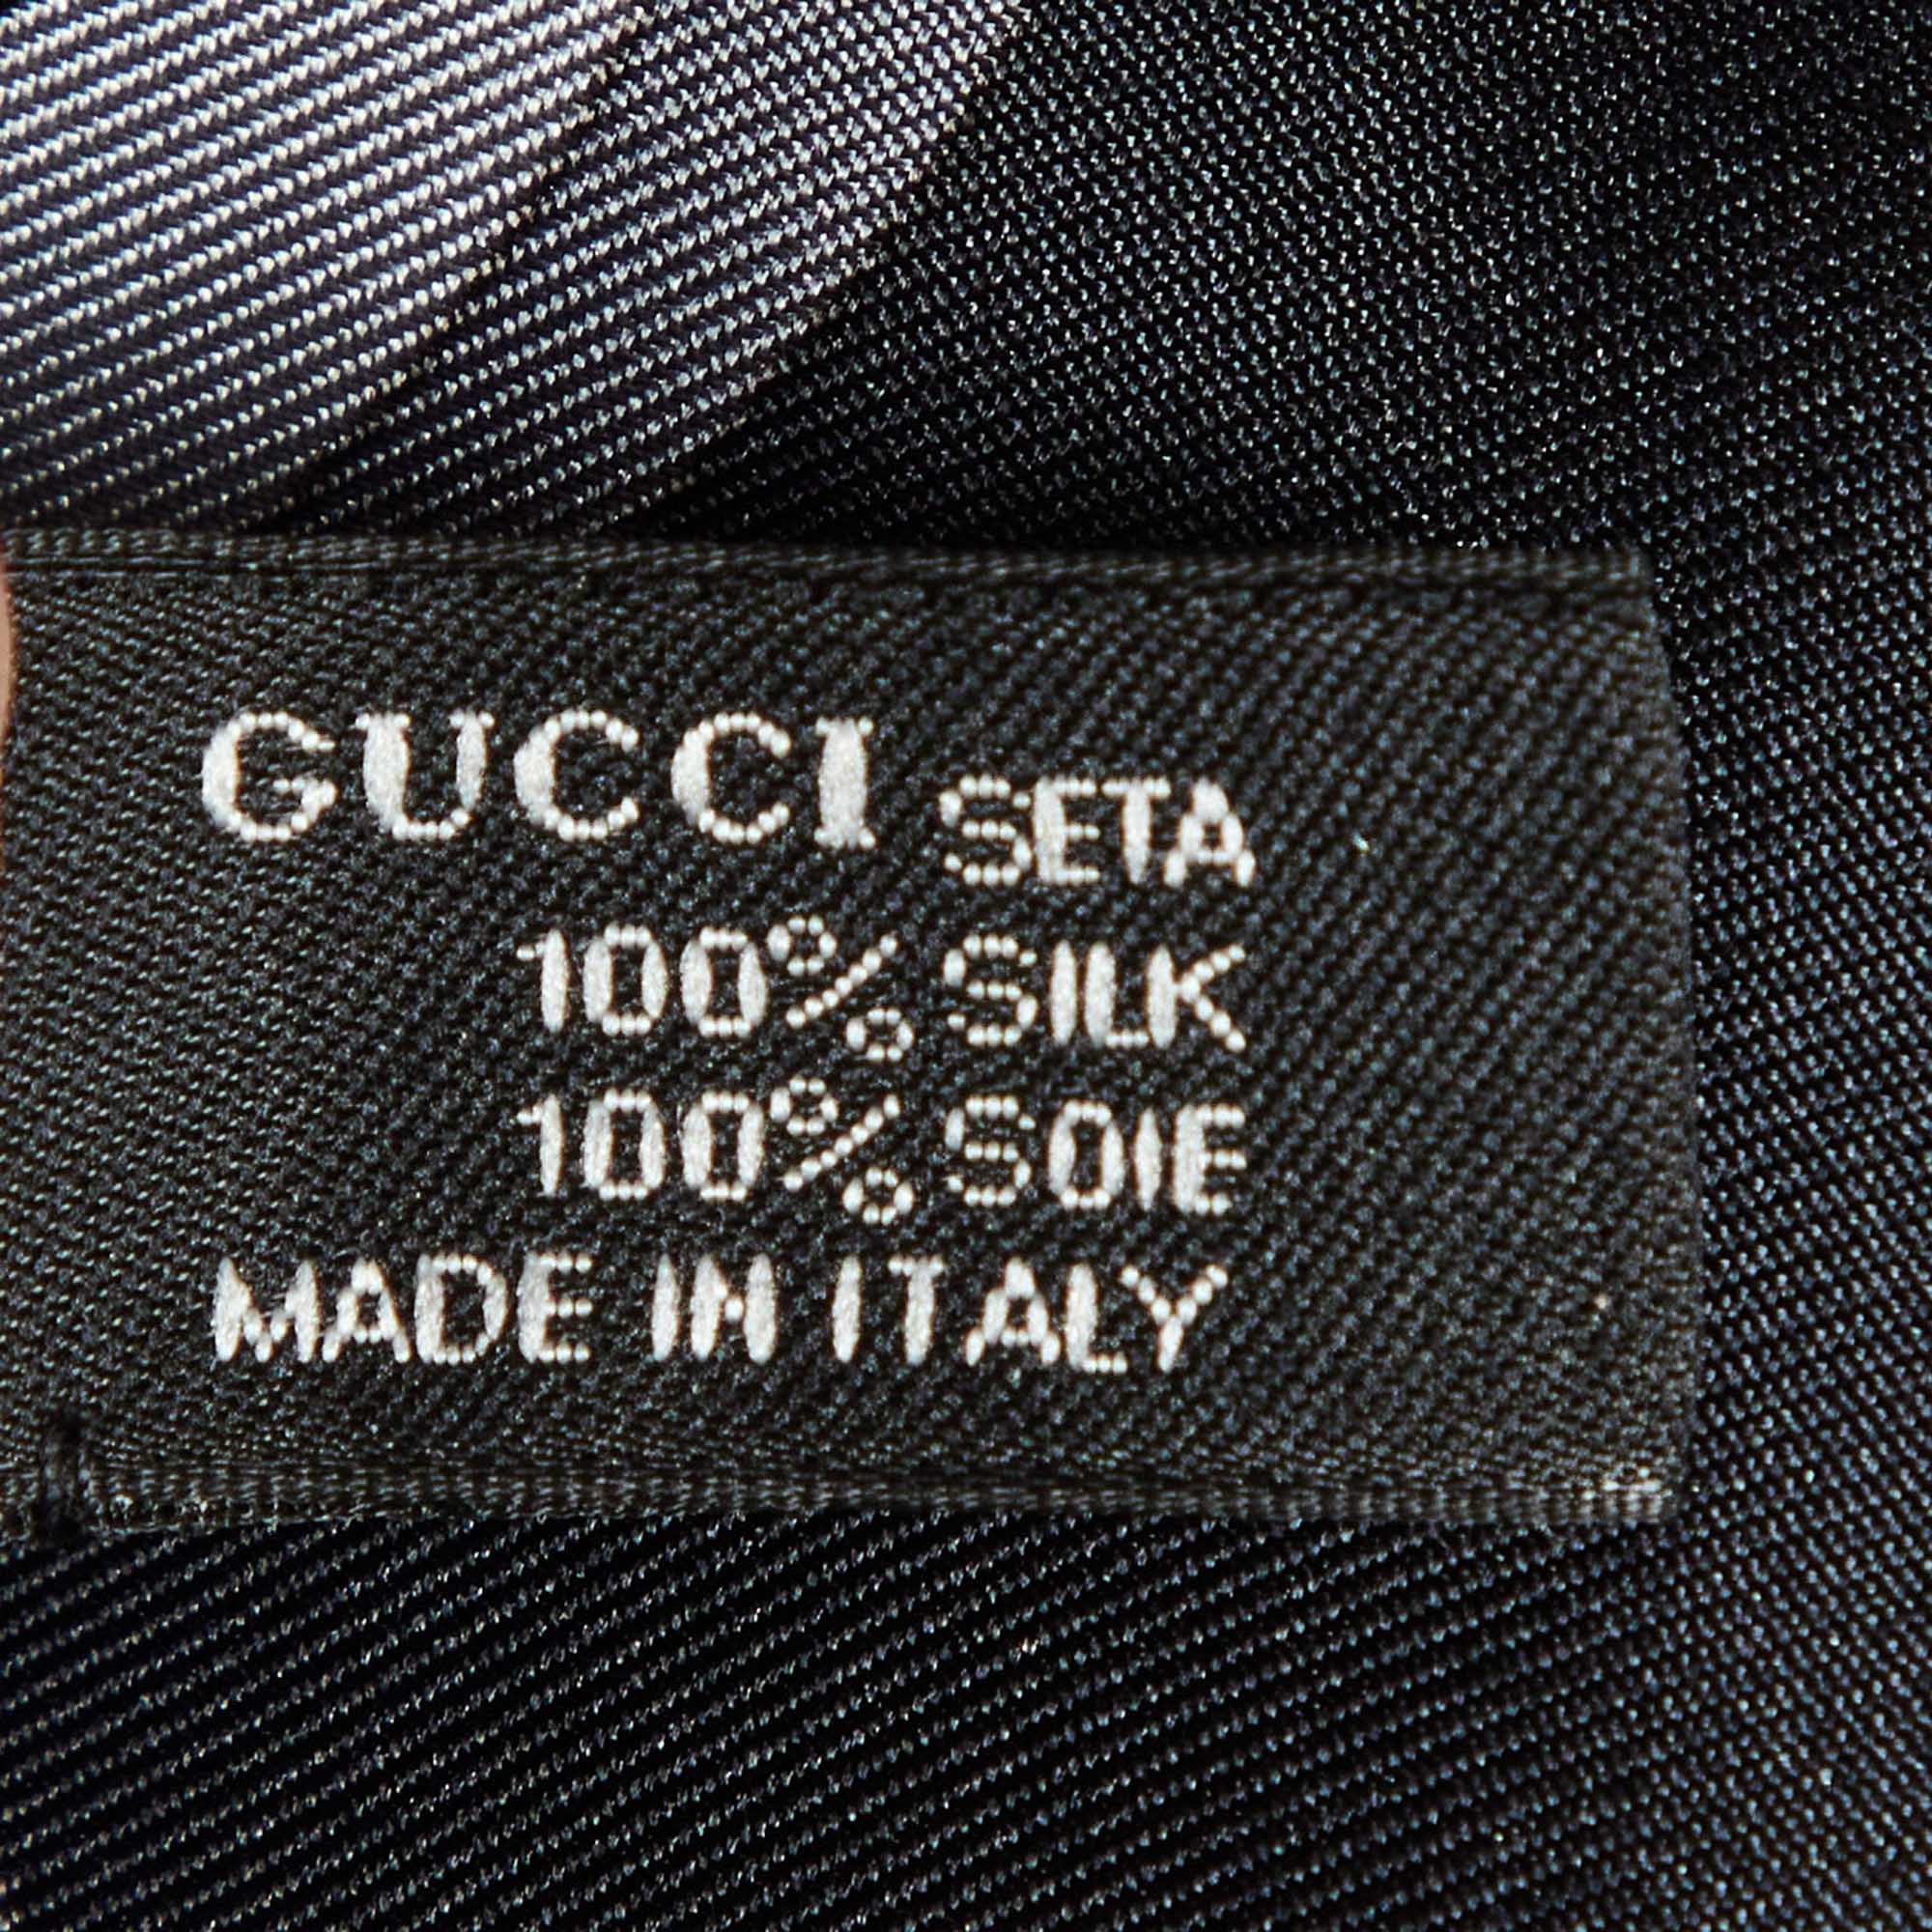 GUCCI SETA
100% SILK
100% SOIE
MADE IN ITALY